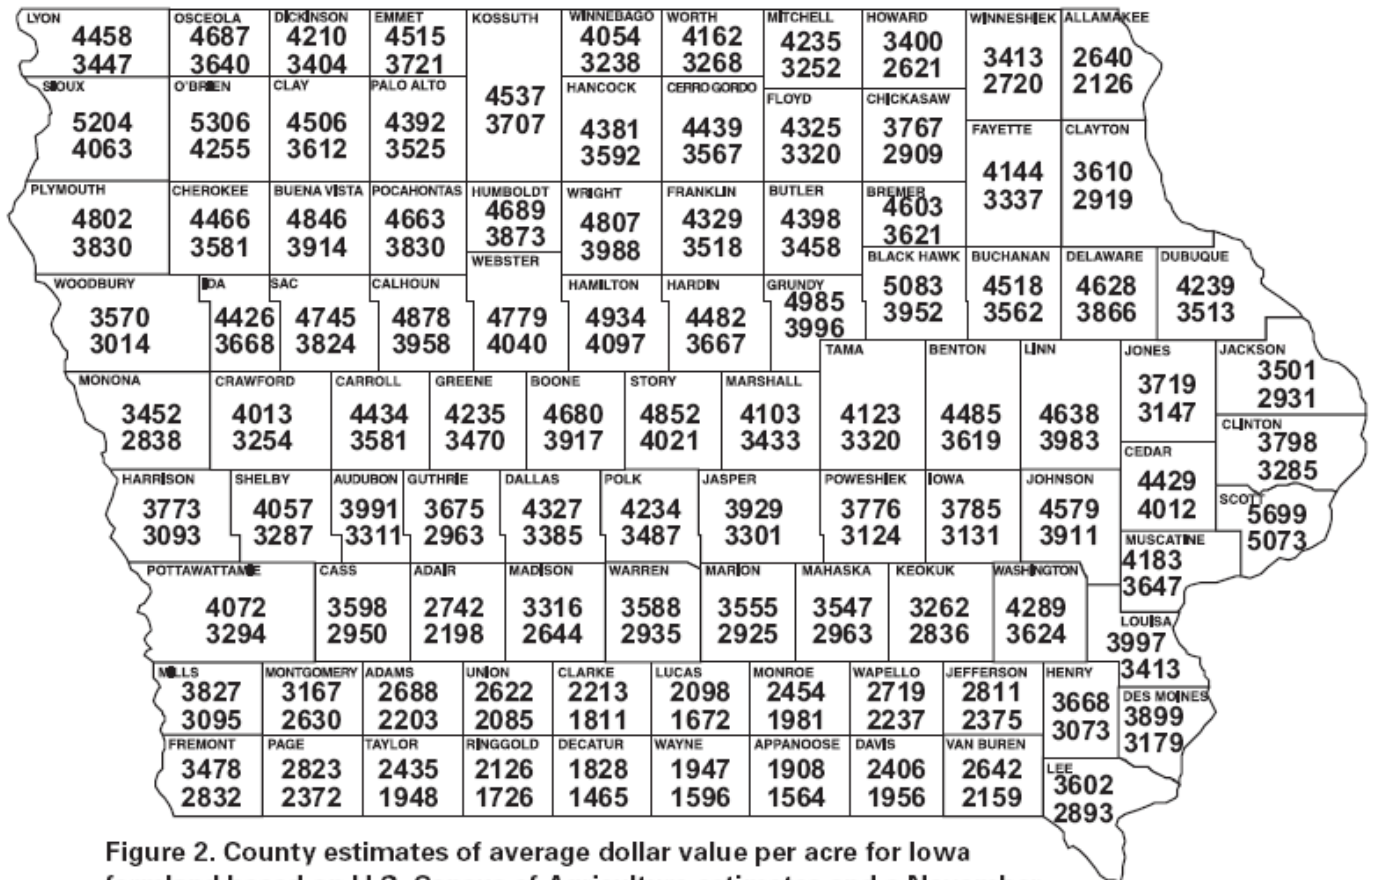 LYON
4458
3447
OSCEOLA
4687
3640
DICKINSON
4210
3404
EMMET
4515
3721
KOSSUTH
4537
3707
WINNEBAGO
4054
3238
WORTH
4162
3268
MITCHELL
4235
3252
HOWARD
3400
2621
WINNESHIEK
3413
2720
ALLAMAKEE
2640
2126
SIOUX
5204
4063
O'BRIEN
5306
4255
CLAY
4506
3612
PALO ALTO
4392
3525
HANCOCK
4381
3592
CERRO GORDO
4439
3567
FLOYD
4325
3320
CHICKASAW
3767
2909
FAYETTE
4144
3337
CLAYTON
3610
2919
PLYMOUTH
4802
3830
CHEROKEE
4466
3581
BUENA VISTA
4846
3914
POCAHONTAS
4663
3830
HUMBOLDT
4689
3873
WRIGHT
4807
3988
FRANKLIN
4329
3518
BUTLER
4398
3458
BREMER
4603
3621
WOODBURY
3570
3014
IDA
4426
3668
SAC
4745
3824
CALHOUN
4878
3958
WEBSTER
4779
4040
HAMILTON
4934
4097
HARDIN
4482
3667
GRUNDY
4985
3996
BLACK HAWK
5083
3952
BUCHANAN
4518
3562
DELAWARE
4628
3866
DUBUQUE
4239
3513
MONONA
3452
2838
CRAWFORD
4013
3254
CARROLL
4434
3581
GREENE
4235
3470
BOONE
4680
3917
STORY
4852
4021
MARSHALL
4103
3433
TAMA
4123
3320
BENTON
4485
3619
LINN
4638
3983
JONES
3719
3147
JACKSON
3501
2931
CLINTON
3798
3285
CEDAR
4429
4012
SCOTT
5699
5073
HARRISON
3773
3093
SHELBY
4057
3287
AUDUBON
3991
3311
GUTHRIE
3675
2963
DALLAS
4327
3385
POLK
4234
3487
JASPER
3929
3301
POWESHIEK
3776
3124
IOWA
3785
3131
JOHNSON
4579
3911
MUSCATINE
4183
3647
POTTAWATTAMIE
4072
3294
CASS
3598
2950
ADAIR
2742
2198
MADISON
3316
2644
WARREN
3588
2935
MARION
3555
2925
MAHASKA
3547
2963
KEOKUK
3262
2836
WASHINGTON
4289
3624
LOUISA
3997
3413
MILLS
3827
3095
MONTGOMERY
3167
2630
ADAMS
2688
2203
UNION
2622
2085
CLARKE
2213
1811
LUCAS
2098
1672
MONROE
2454
1981
WAPELLO
2719
2237
JEFFERSON
2811
2375
HENRY
3668
3073
DES MOINES
3899
3179
FREMONT
3478
2832
PAGE
2823
2372
TAYLOR
2435
1948
RINGGOLD
2126
1726
DECATUR
1828
1465
WAYNE
1947
1596
APPANOOSE
1908
1564
DAVIS
2406
1956
VAN BUREN
2642
2159
LEE
3602
2893
Figure 2. County estimates of average dollar value per acre for Iowa